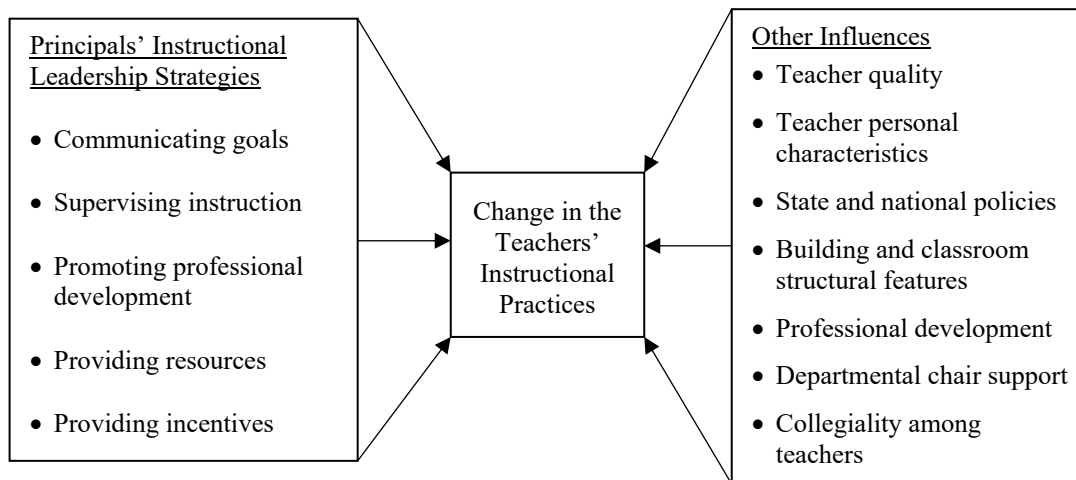 Principals’ Instructional
Leadership Strategies
• Communicating goals
• Supervising instruction
• Promoting professional
development
• Providing resources
• Providing incentives
Change in the
Teachers’
Instructional
Practices
Other Influences
• Teacher quality
• Teacher personal
characteristics
• State and national policies
• Building and classroom
structural features
• Professional development
• Departmental chair support
• Collegiality among
teachers